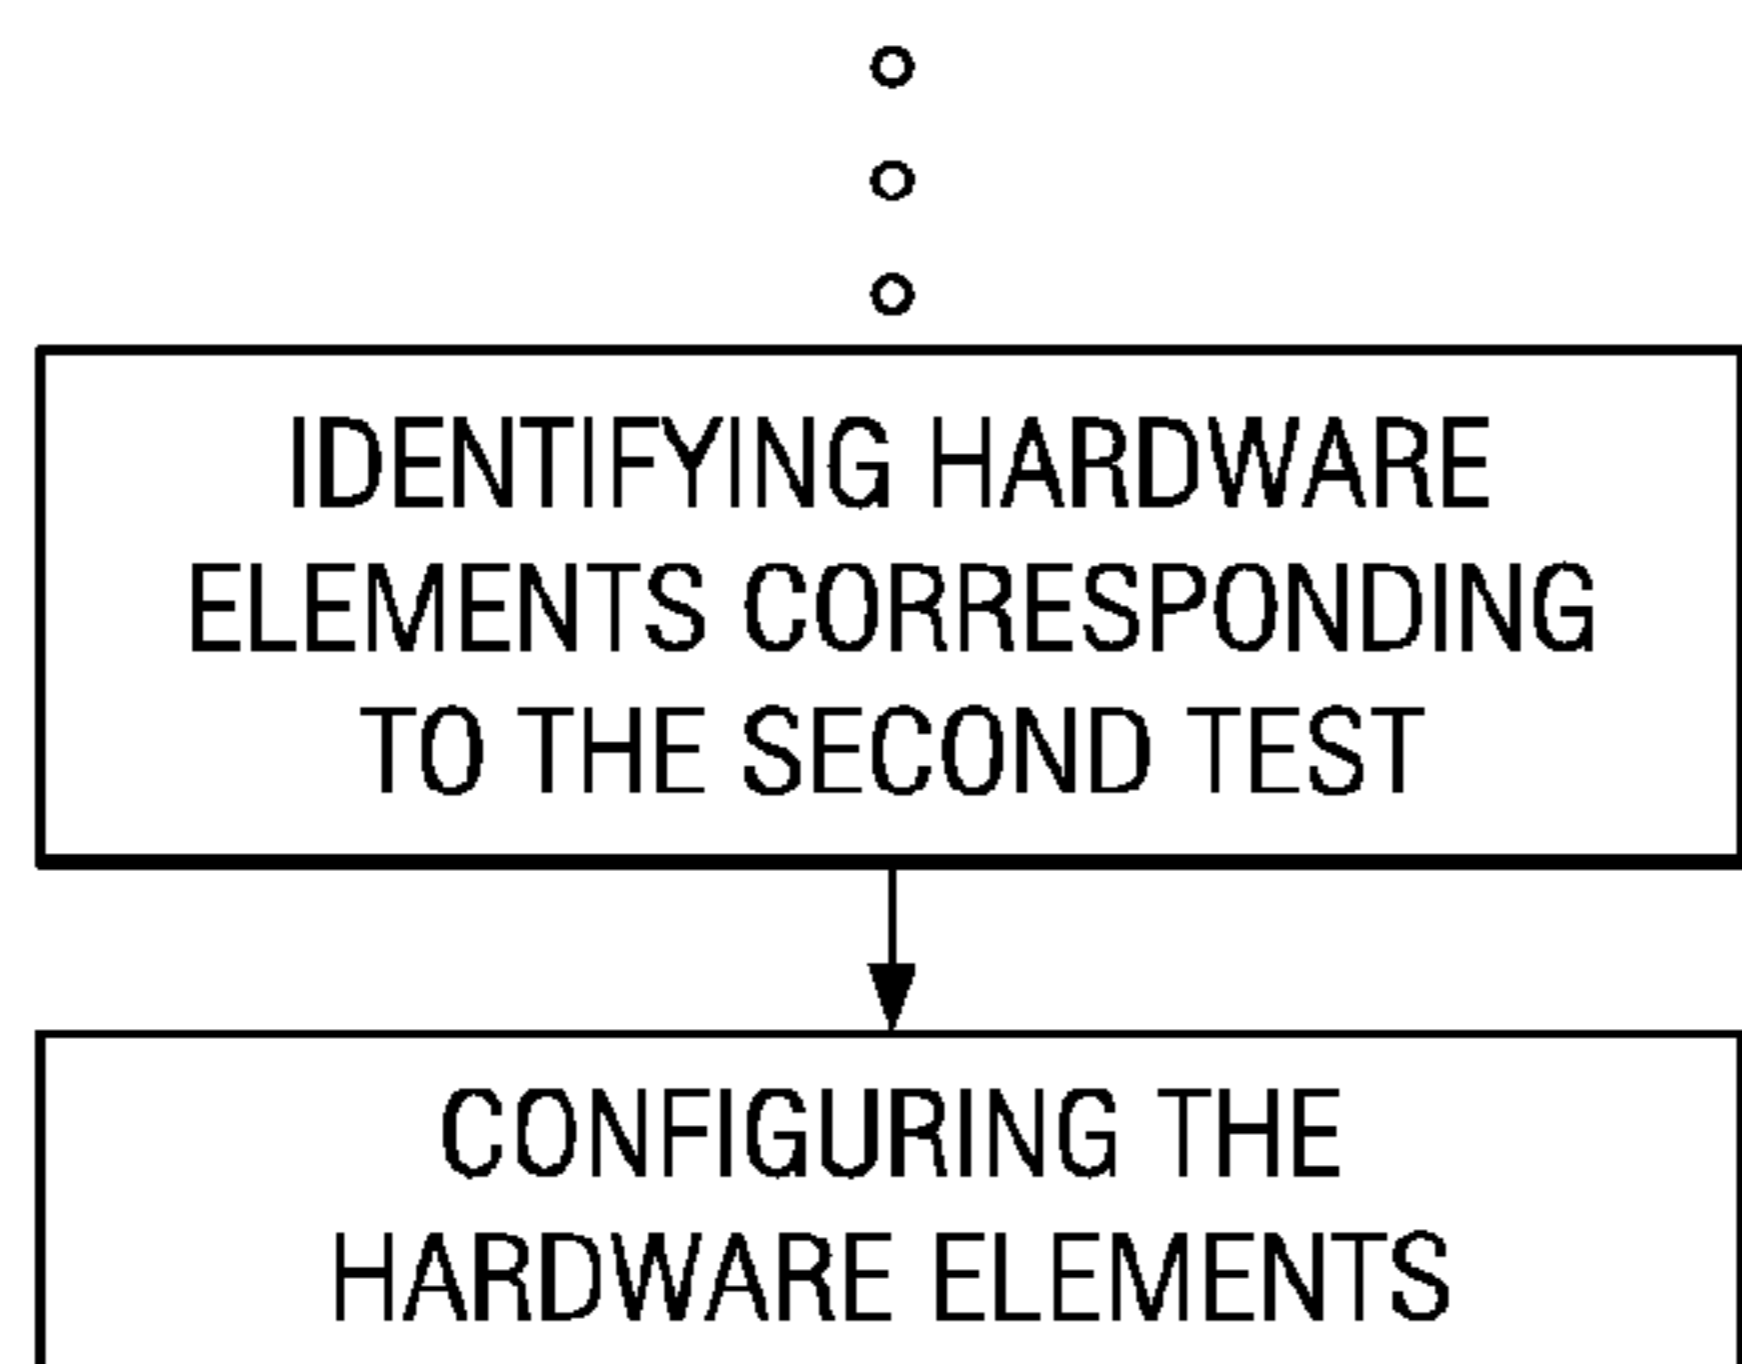 IDENTIFYING HARDWARE
ELEMENTS CORRESPONDING
TO THE SECOND TEST
CONFIGURING THE
HARDWARE ELEMENTS